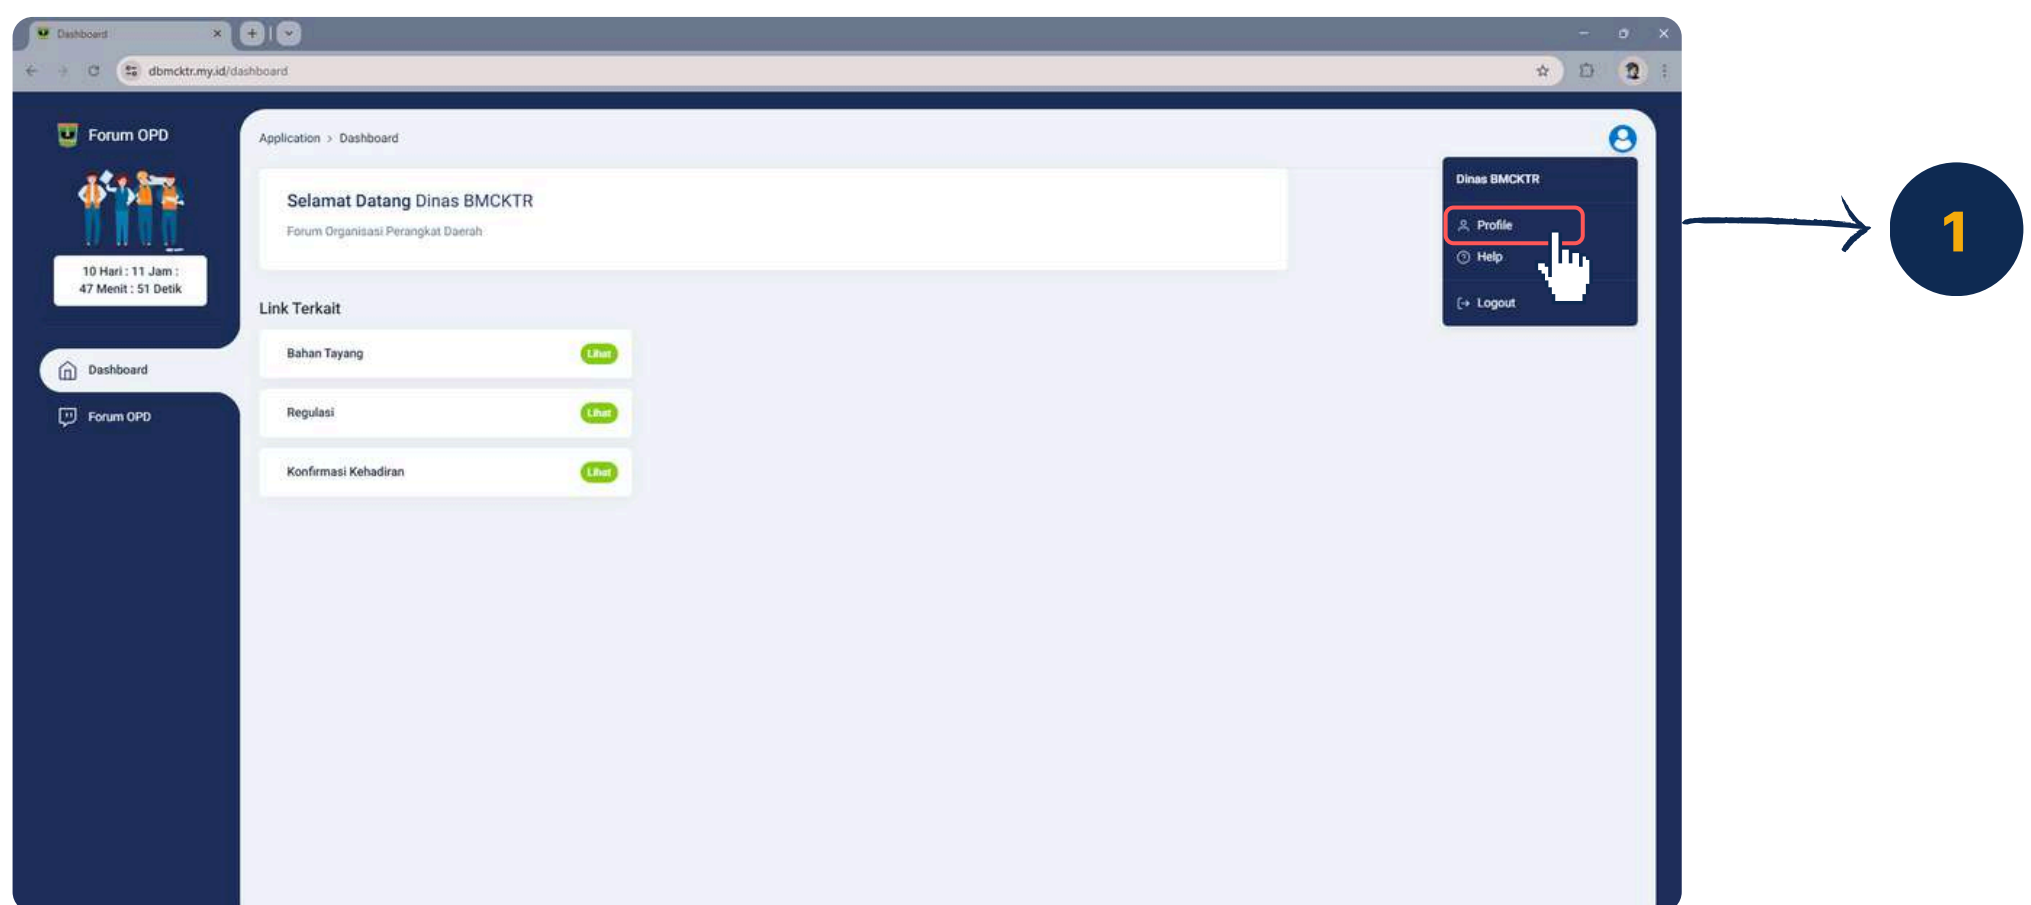 Dashboard
dbmcktr.my.id/dashboard
Forum OPD
10 Hari : 11 Jam :
47 Menit : 51 Detik
Dashboard
Forum OPD
Application > Dashboard
Selamat Datang Dinas BMCKTR
Forum Organisasi Perangkat Daerah
Link Terkait
Bahan Tayang
Lihat
Regulasi
Lihat
Konfirmasi Kehadiran
Lihat
Dinas BMCKTR
Profile
Help
Logout
1